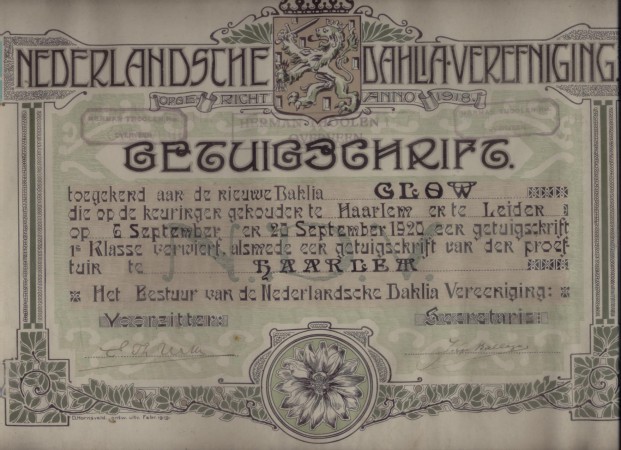 NEDERLANDSCHE DAHLIA-VEREENIGING
OPGERICHT ANNO 1918
HERMAN
OVERVEEN
GETUIGSCHRIFT.
toegekend aan de nieuwe Dahlia GLOW
die op de keuringen gehouden te Haarlem en te Leiden
op 6 September en 20 September 1920 een getuigschrift
1e Klasse verwierf, alsmede een getuigschrift van den proef
tuin te HAARLEM
Het Bestuur van de Nederlandsche Dahlia Vereeniging:
Voorzitter: Secretaris: